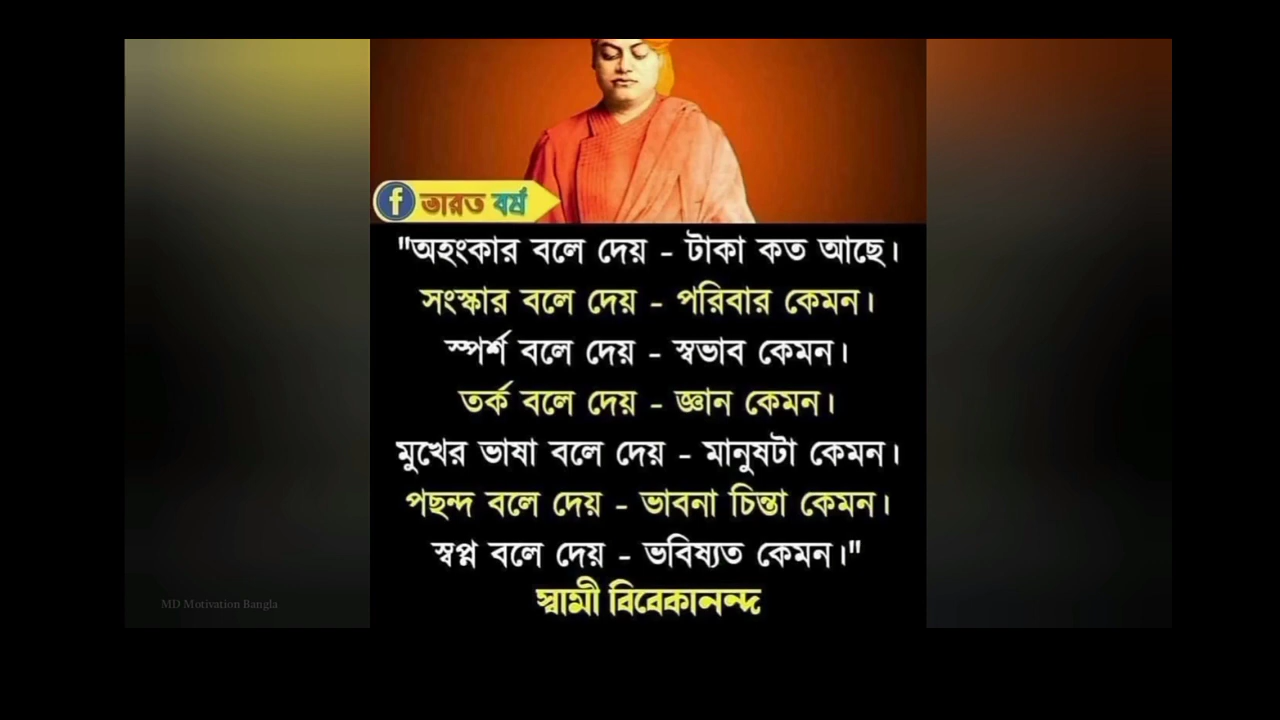 ভারত বর্ষ
"অহংকার বলে দেয় - টাকা কত আছে।
সংস্কার বলে দেয় - পরিবার কেমন।
স্পর্শ বলে দেয় - স্বভাব কেমন।
তর্ক বলে দেয় - জ্ঞান কেমন।
মুখের ভাষা বলে দেয় - মানুষটা কেমন।
পছন্দ বলে দেয় - ভাবনা চিন্তা কেমন।
স্বপ্ন বলে দেয় - ভবিষ্যত কেমন।"
স্বামী বিবেকানন্দ
MD Motivation Bangla